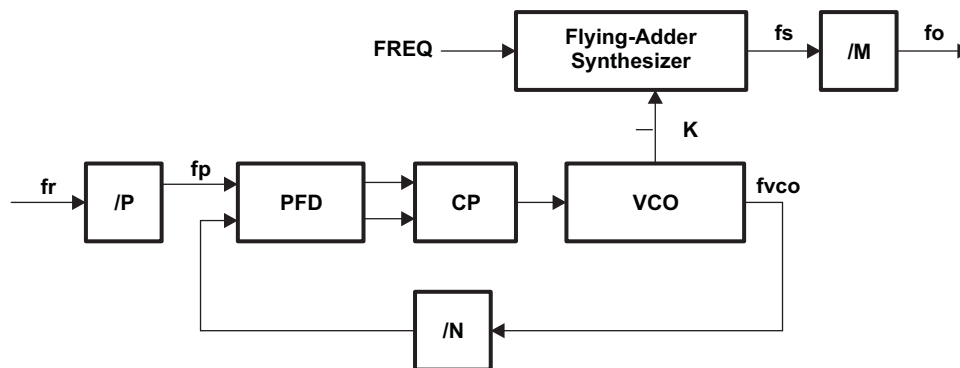 FREQ
Flying-Adder
Synthesizer
fs
/M
fo
K
fr
/P
fp
PFD
CP
VCO
fvco
/N